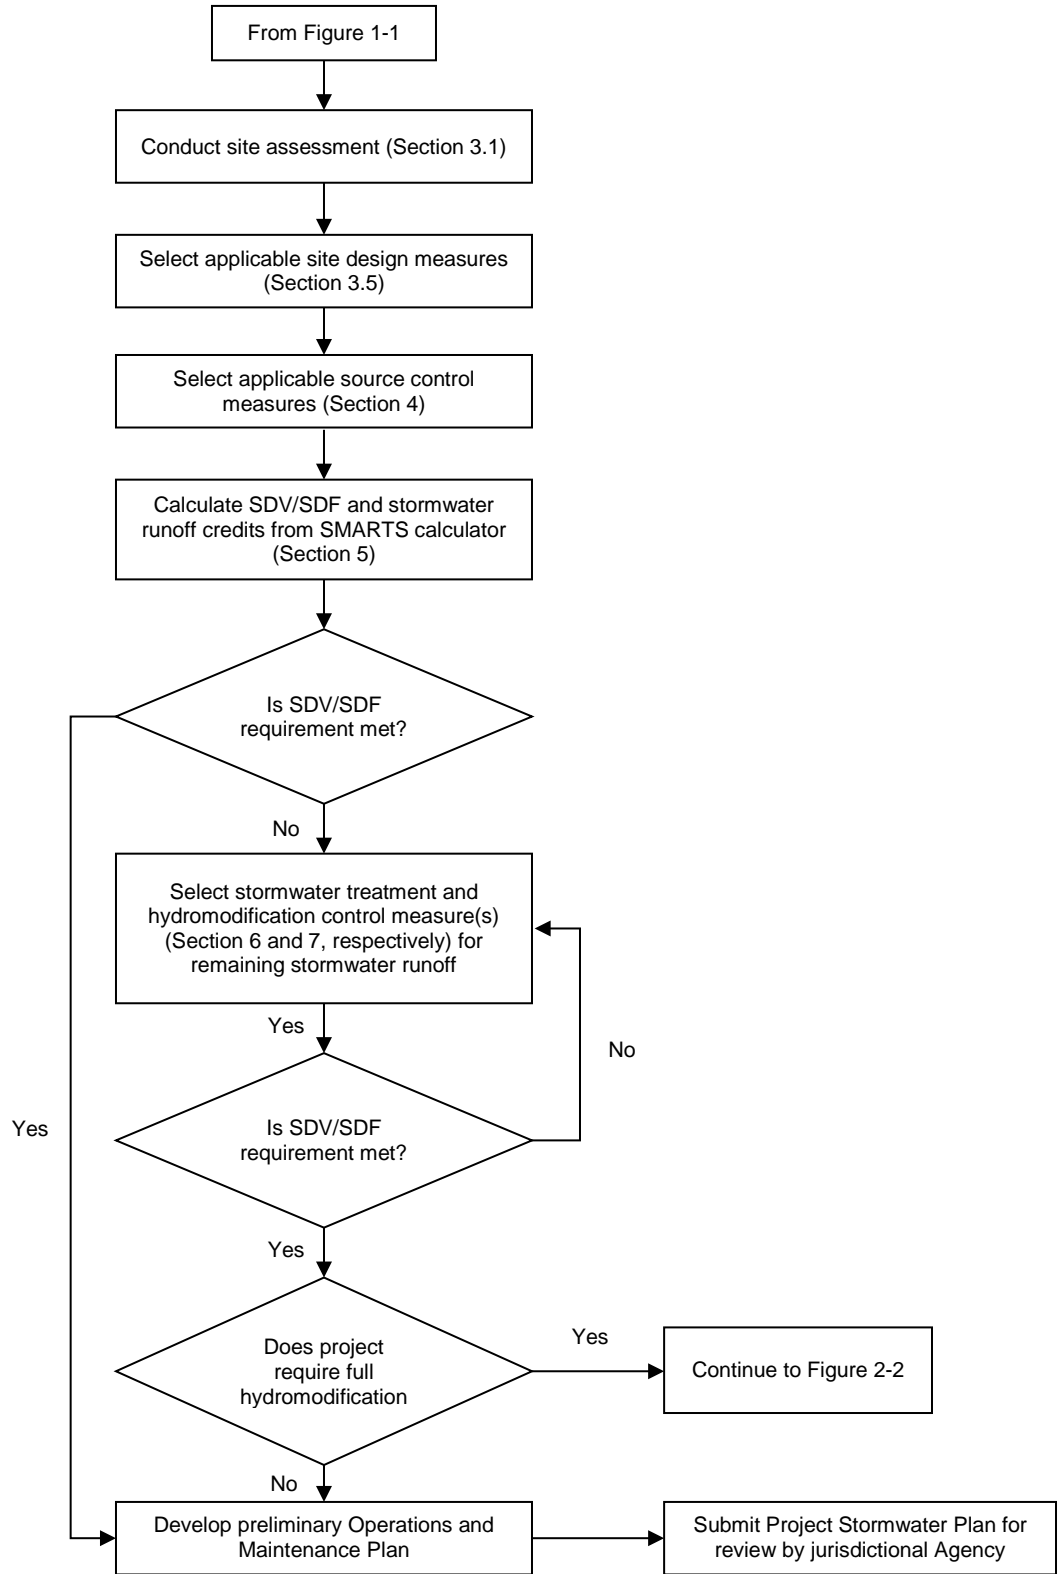 From Figure 1-1
Conduct site assessment (Section 3.1)
Select applicable site design measures
(Section 3.5)
Select applicable source control
measures (Section 4)
Calculate SDV/SDF and stormwater
runoff credits from SMARTS calculator
(Section 5)
Is SDV/SDF
requirement met?
No
Select stormwater treatment and
hydromodification control measure(s)
(Section 6 and 7, respectively) for
remaining stormwater runoff
Yes
No
Is SDV/SDF
requirement met?
Yes
Yes
Does project
require full
hydromodification
Yes
Continue to Figure 2-2
No
Develop preliminary Operations and
Maintenance Plan
Submit Project Stormwater Plan for
review by jurisdictional Agency